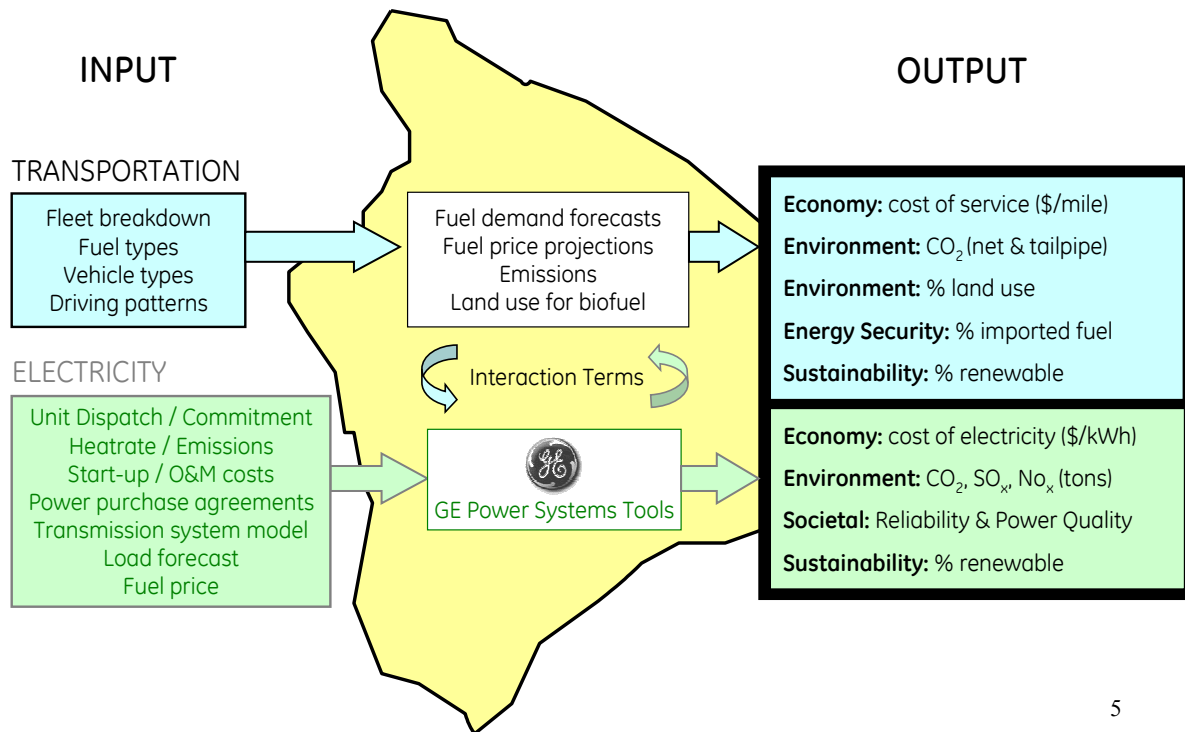 INPUT
OUTPUT
TRANSPORTATION
Fleet breakdown
Fuel types
Vehicle types
Driving patterns
Fuel demand forecasts
Fuel price projections
Emissions
Land use for biofuel
Economy: cost of service ($/mile)
Environment: CO₂ (net & tailpipe)
Environment: % land use
Energy Security: % imported fuel
Sustainability: % renewable
Interaction Terms
ELECTRICITY
Unit Dispatch / Commitment
Heatrate / Emissions
Start-up / O&M costs
Power purchase agreements
Transmission system model
Load forecast
Fuel price
GE
GE Power Systems Tools
Economy: cost of electricity ($/kWh)
Environment: CO₂, SOₓ, Noₓ (tons)
Societal: Reliability & Power Quality
Sustainability: % renewable
5